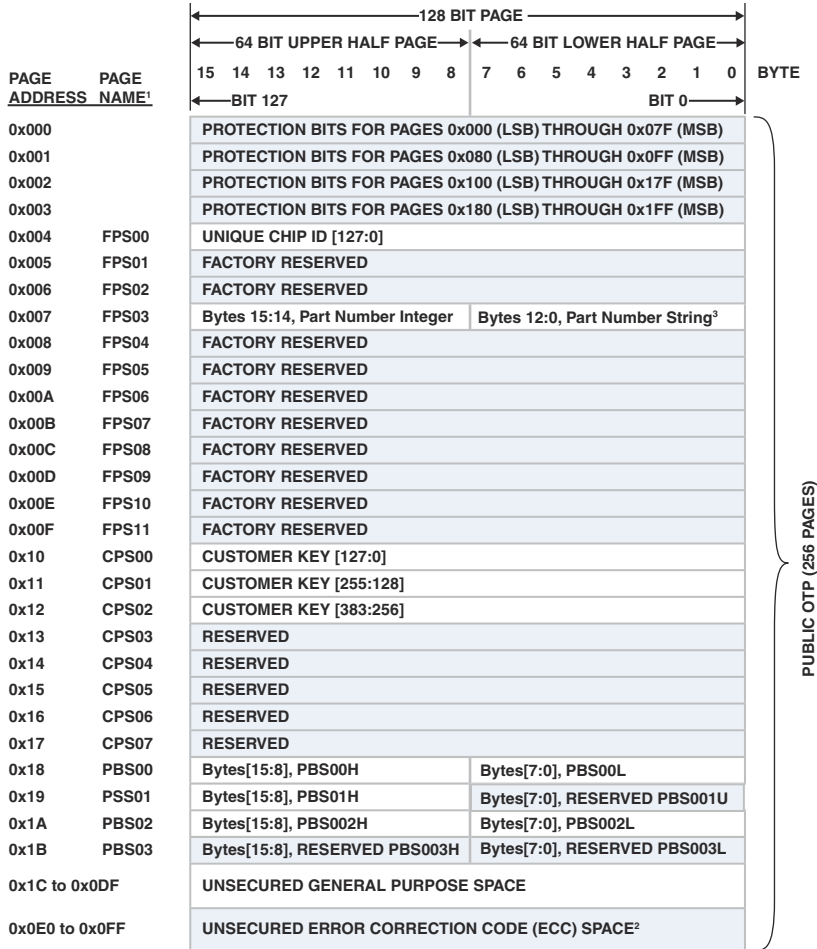 128 BIT PAGE
64 BIT UPPER HALF PAGE 64 BIT LOWER HALF PAGE
PAGE ADDRESS PAGE NAME¹ 15 14 13 12 11 10 9 8 7 6 5 4 3 2 1 0 BYTE
BIT 127 BIT 0
0x000 PROTECTION BITS FOR PAGES 0x000 (LSB) THROUGH 0x07F (MSB)
0x001 PROTECTION BITS FOR PAGES 0x080 (LSB) THROUGH 0x0FF (MSB)
0x002 PROTECTION BITS FOR PAGES 0x100 (LSB) THROUGH 0x17F (MSB)
0x003 PROTECTION BITS FOR PAGES 0x180 (LSB) THROUGH 0x1FF (MSB)
0x004 FPS00 UNIQUE CHIP ID [127:0]
0x005 FPS01 FACTORY RESERVED
0x006 FPS02 FACTORY RESERVED
0x007 FPS03 Bytes 15:14, Part Number Integer Bytes 12:0, Part Number String³
0x008 FPS04 FACTORY RESERVED
0x009 FPS05 FACTORY RESERVED
0x00A FPS06 FACTORY RESERVED
0x00B FPS07 FACTORY RESERVED
0x00C FPS08 FACTORY RESERVED
0x00D FPS09 FACTORY RESERVED
0x00E FPS10 FACTORY RESERVED
0x00F FPS11 FACTORY RESERVED
0x10 CPS00 CUSTOMER KEY [127:0]
0x11 CPS01 CUSTOMER KEY [255:128]
0x12 CPS02 CUSTOMER KEY [383:256]
0x13 CPS03 RESERVED
0x14 CPS04 RESERVED
0x15 CPS05 RESERVED
0x16 CPS06 RESERVED
0x17 CPS07 RESERVED
0x18 PBS00 Bytes[15:8], PBS00H Bytes[7:0], PBS00L
0x19 PSS01 Bytes[15:8], PBS01H Bytes[7:0], RESERVED PBS001U
0x1A PBS02 Bytes[15:8], PBS002H Bytes[7:0], PBS002L
0x1B PBS03 Bytes[15:8], RESERVED PBS003H Bytes[7:0], RESERVED PBS003L
0x1C to 0x0DF UNSECURED GENERAL PURPOSE SPACE
0x0E0 to 0x0FF UNSECURED ERROR CORRECTION CODE (ECC) SPACE²
PUBLIC OTP (256 PAGES)